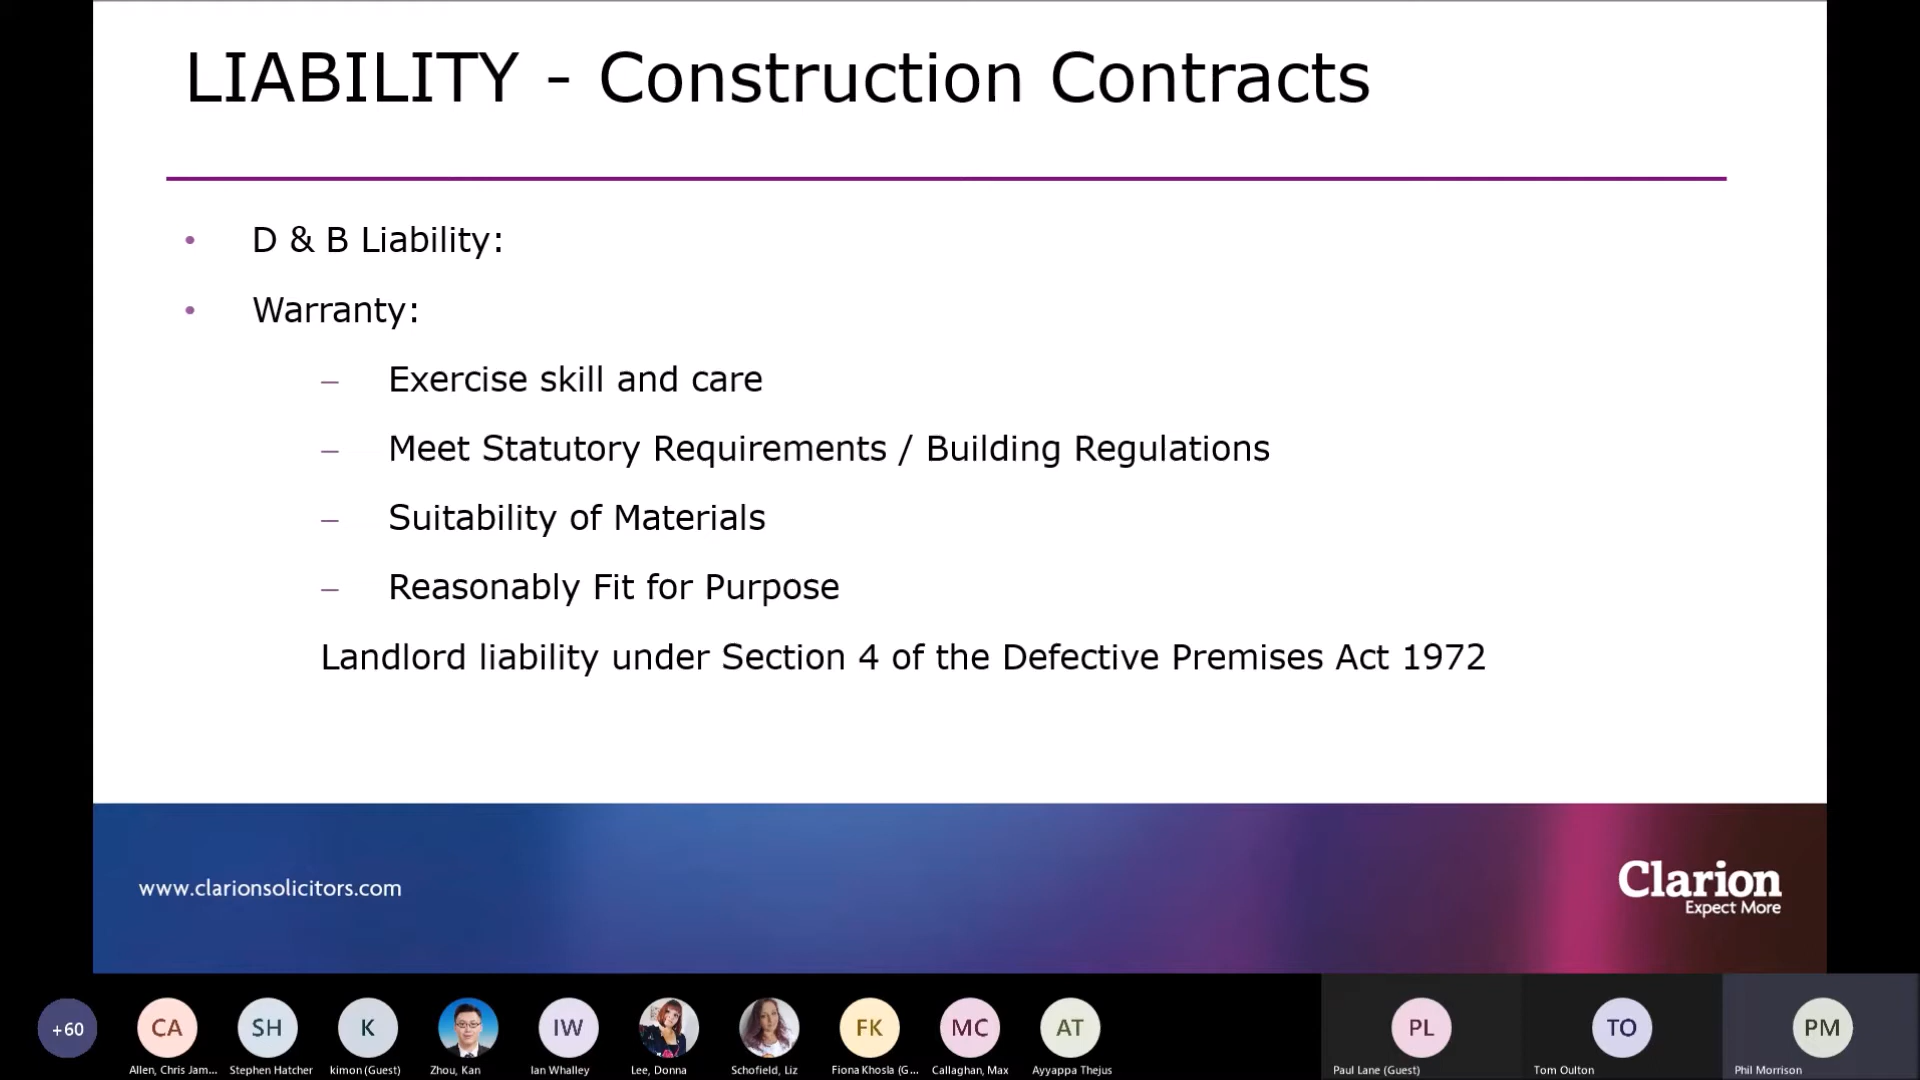 LIABILITY - Construction Contracts
• D & B Liability:
• Warranty:
– Exercise skill and care
– Meet Statutory Requirements / Building Regulations
– Suitability of Materials
– Reasonably Fit for Purpose
Landlord liability under Section 4 of the Defective Premises Act 1972
www.clarionsolicitors.com
Clarion
Expect More
+60 CA SH K IW FK MC AT PL TO PM
Allen, Chris Jam... Stephen Hatcher kimon (Guest) Zhou, Kan Ian Whalley Lee, Donna Schofield, Liz Fiona Khosla (G... Callaghan, Max Ayyappa Thejus Paul Lane (Guest) Tom Oulton Phil Morrison